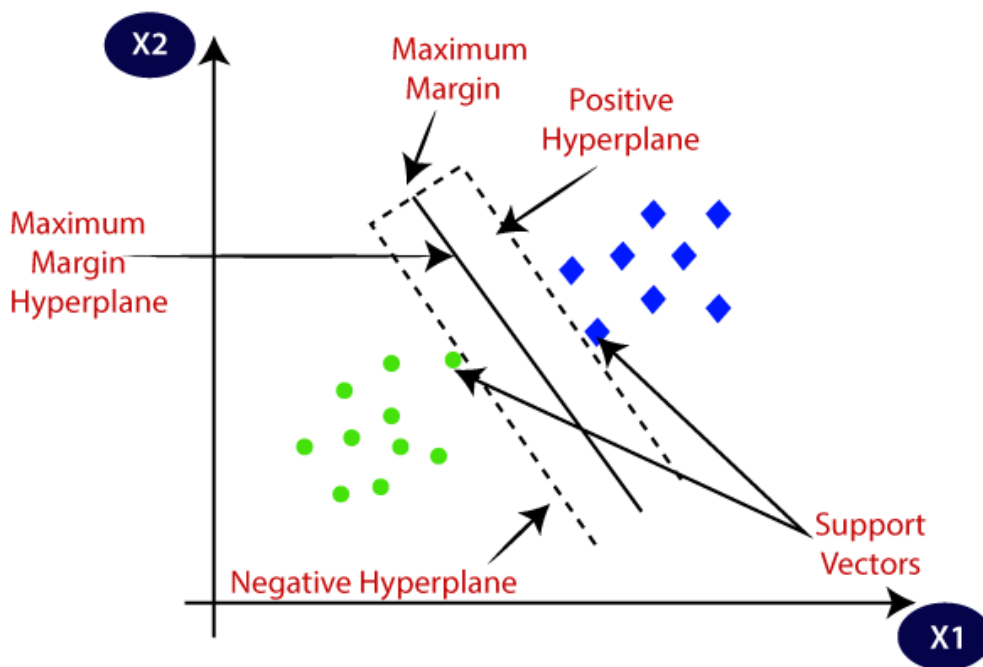 X2
Maximum
Margin
Positive
Hyperplane
Maximum
Margin
Hyperplane
Support
Vectors
Negative Hyperplane
X1